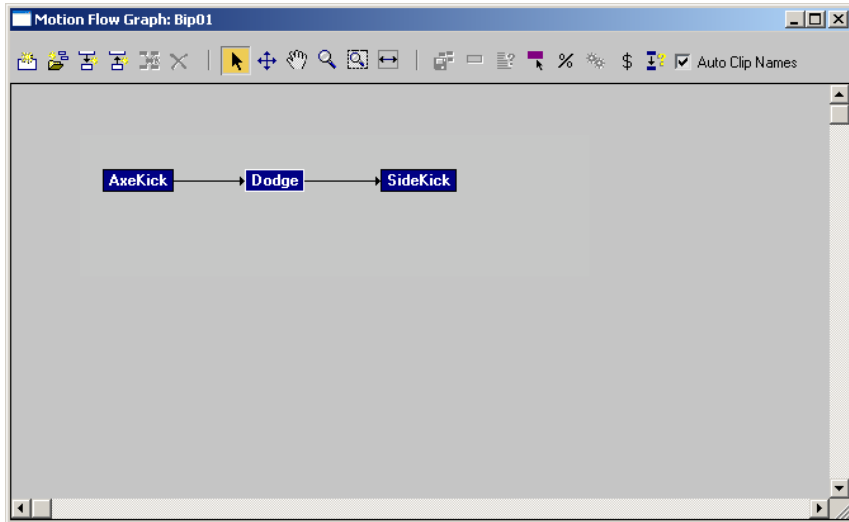 Motion Flow Graph: Bip01
% $ Auto Clip Names
AxeKick Dodge SideKick